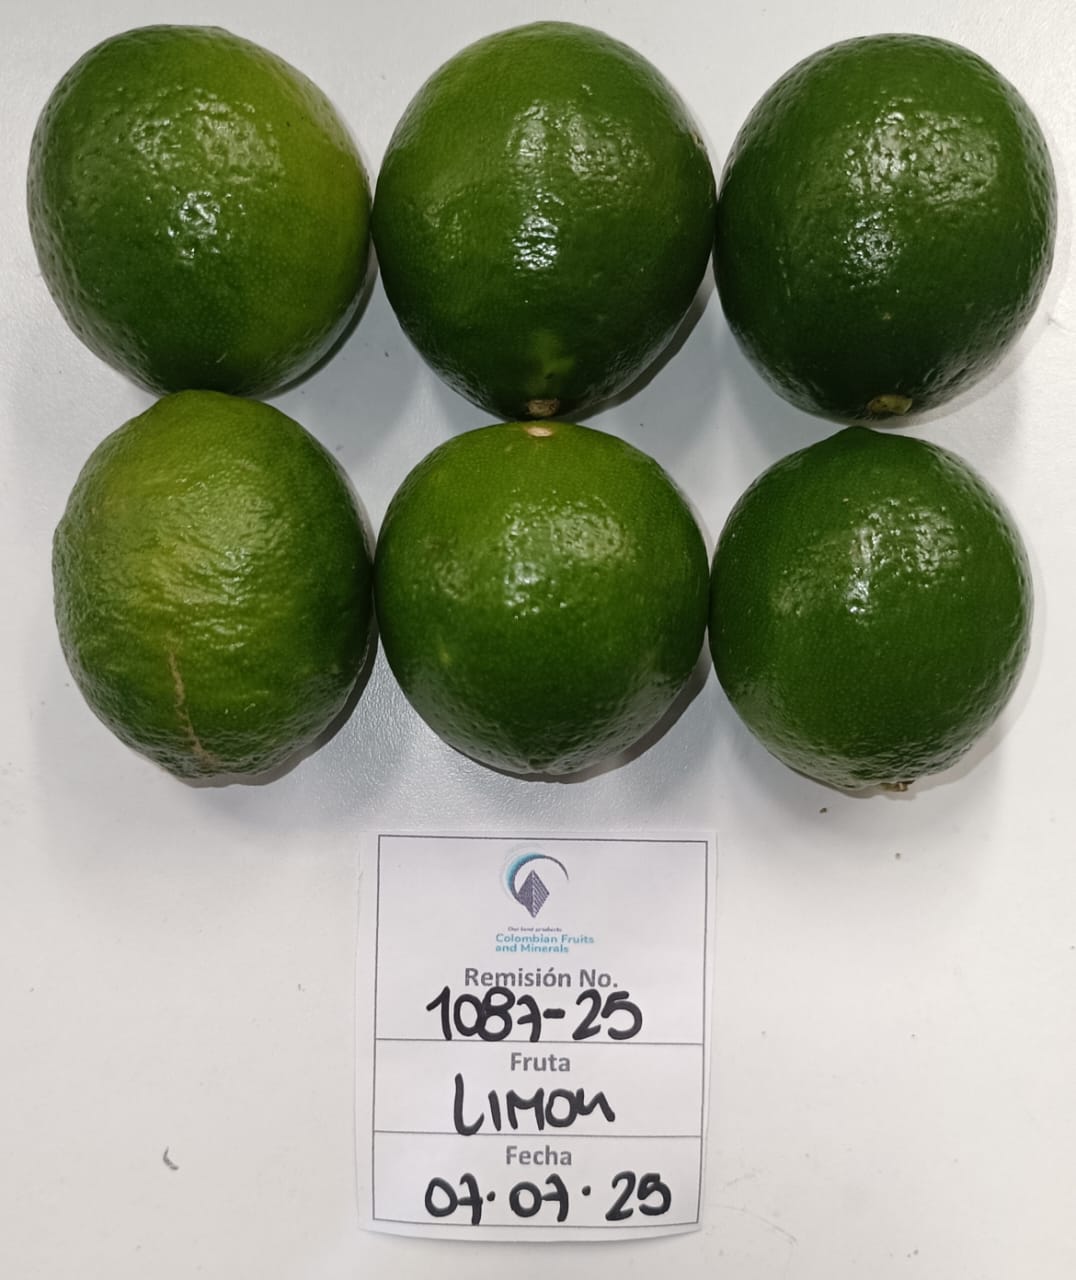 Our best products
Colombian Fruits
and Minerals
Remisión No.
1087-25
Fruta
LIMON
Fecha
07·07·25